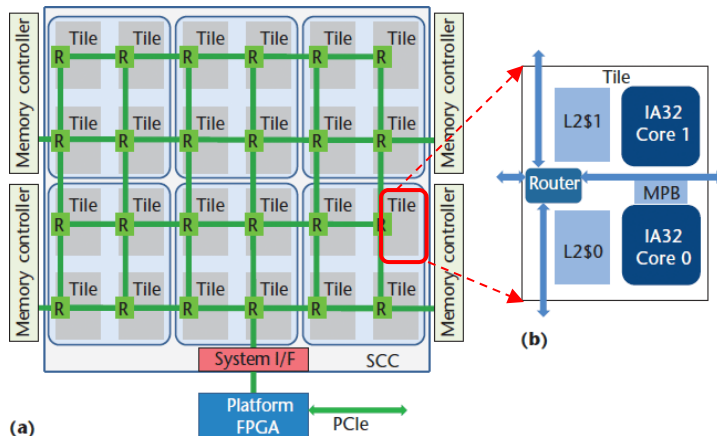 Memory controller
Memory controller
Tile Tile Tile Tile Tile Tile
R R R R R R
Tile Tile Tile Tile Tile Tile
R R R R R R
Memory controller
Memory controller
Tile Tile Tile Tile Tile Tile
R R R R R R
Tile Tile Tile Tile Tile Tile
R R R R R R
System I/F
SCC
Platform
FPGA
PCIe
(a)
Tile
L2$1
IA32
Core 1
Router
MPB
L2$0
IA32
Core 0
(b)